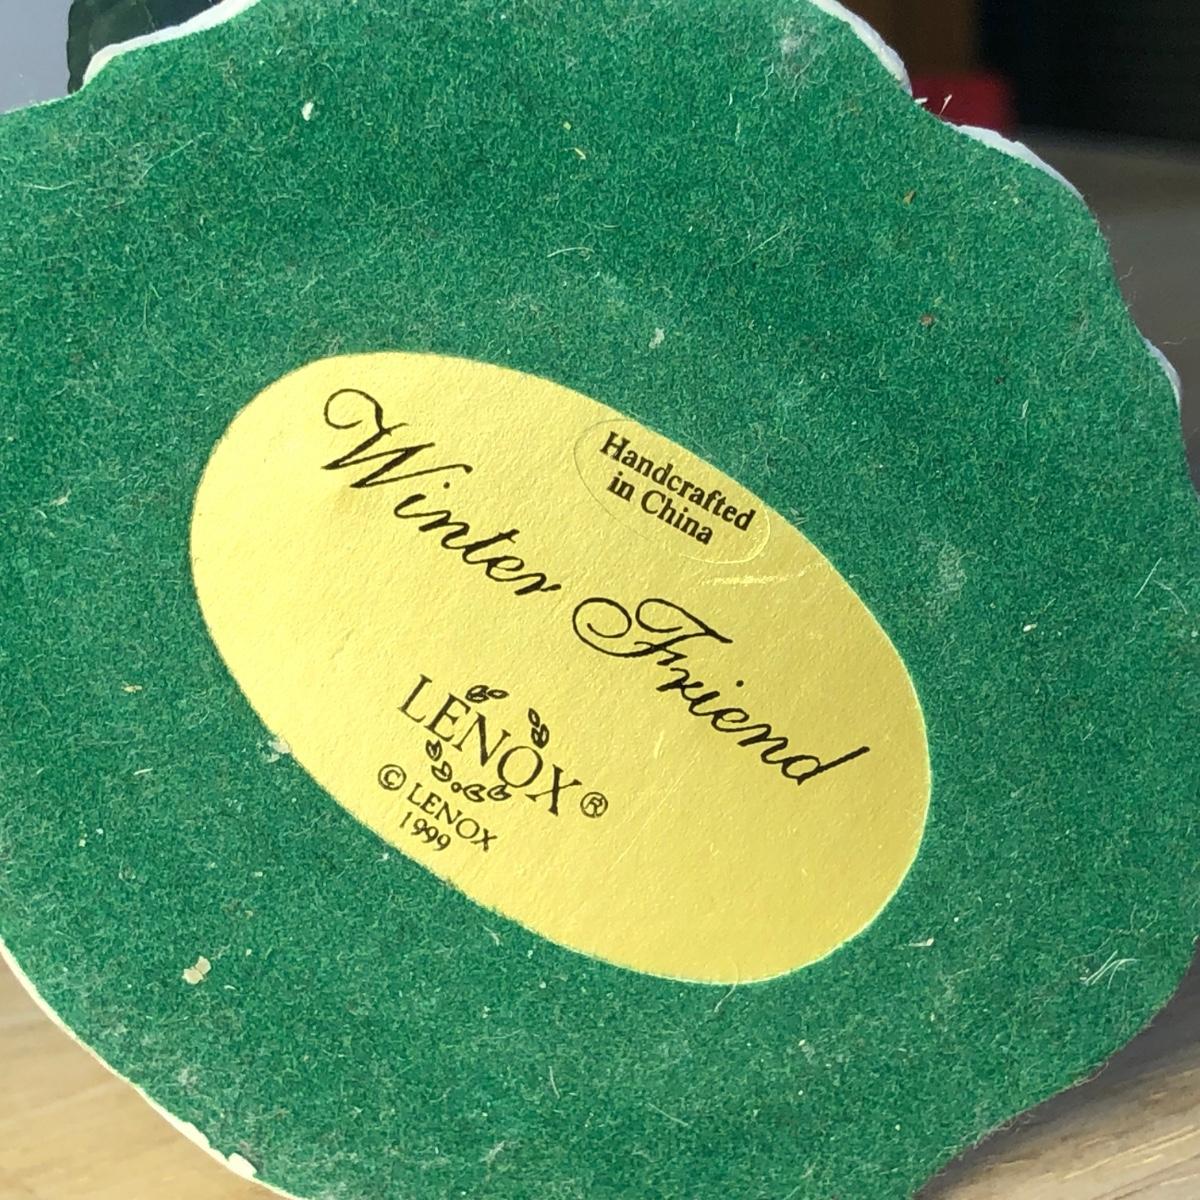 Handcrafted
in China
Winter Friend
LENOX®
© LENOX
1999